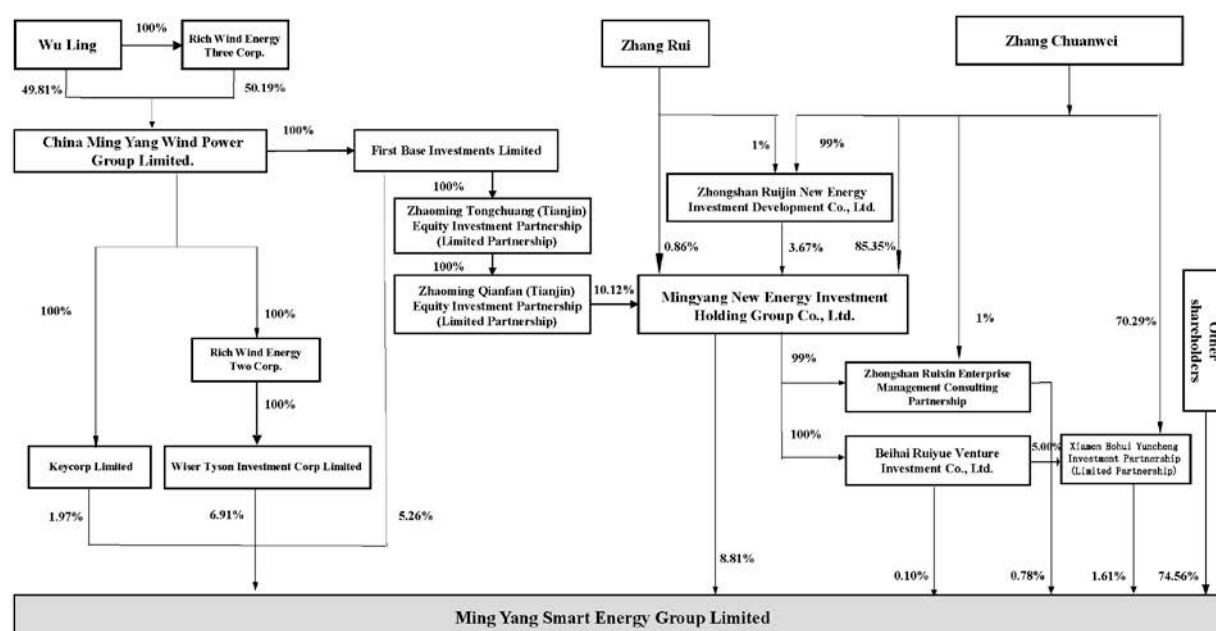 Wu Ling
100%
Rich Wind Energy
Three Corp.
Zhang Rui
Zhang Chuanwei
49.81%
50.19%
China Ming Yang Wind Power
Group Limited.
100%
First Base Investments Limited
1%
99%
100%
Zhaoming Tongchuang (Tianjin)
Equity Investment Partnership
(Limited Partnership)
Zhongshan Ruijin New Energy
Investment Development Co., Ltd.
0.86%
3.67%
85.35%
100%
Zhaoming Qianfan (Tianjin)
Equity Investment Partnership
(Limited Partnership)
10.12%
Mingyang New Energy Investment
Holding Group Co., Ltd.
100%
100%
1%
70.29%
Other
shareholders
Rich Wind Energy
Two Corp.
99%
Zhongshan Ruixin Enterprise
Management Consulting
Partnership
100%
100%
Keycorp Limited
Wiser Tyson Investment Corp Limited
Beihai Ruiyue Venture
Investment Co., Ltd.
5.00%
Xiamen Bohui Yuncheng
Investment Partnership
(Limited Partnership)
1.97%
6.91%
5.26%
8.81%
0.10%
0.78%
1.61%
74.56%
Ming Yang Smart Energy Group Limited